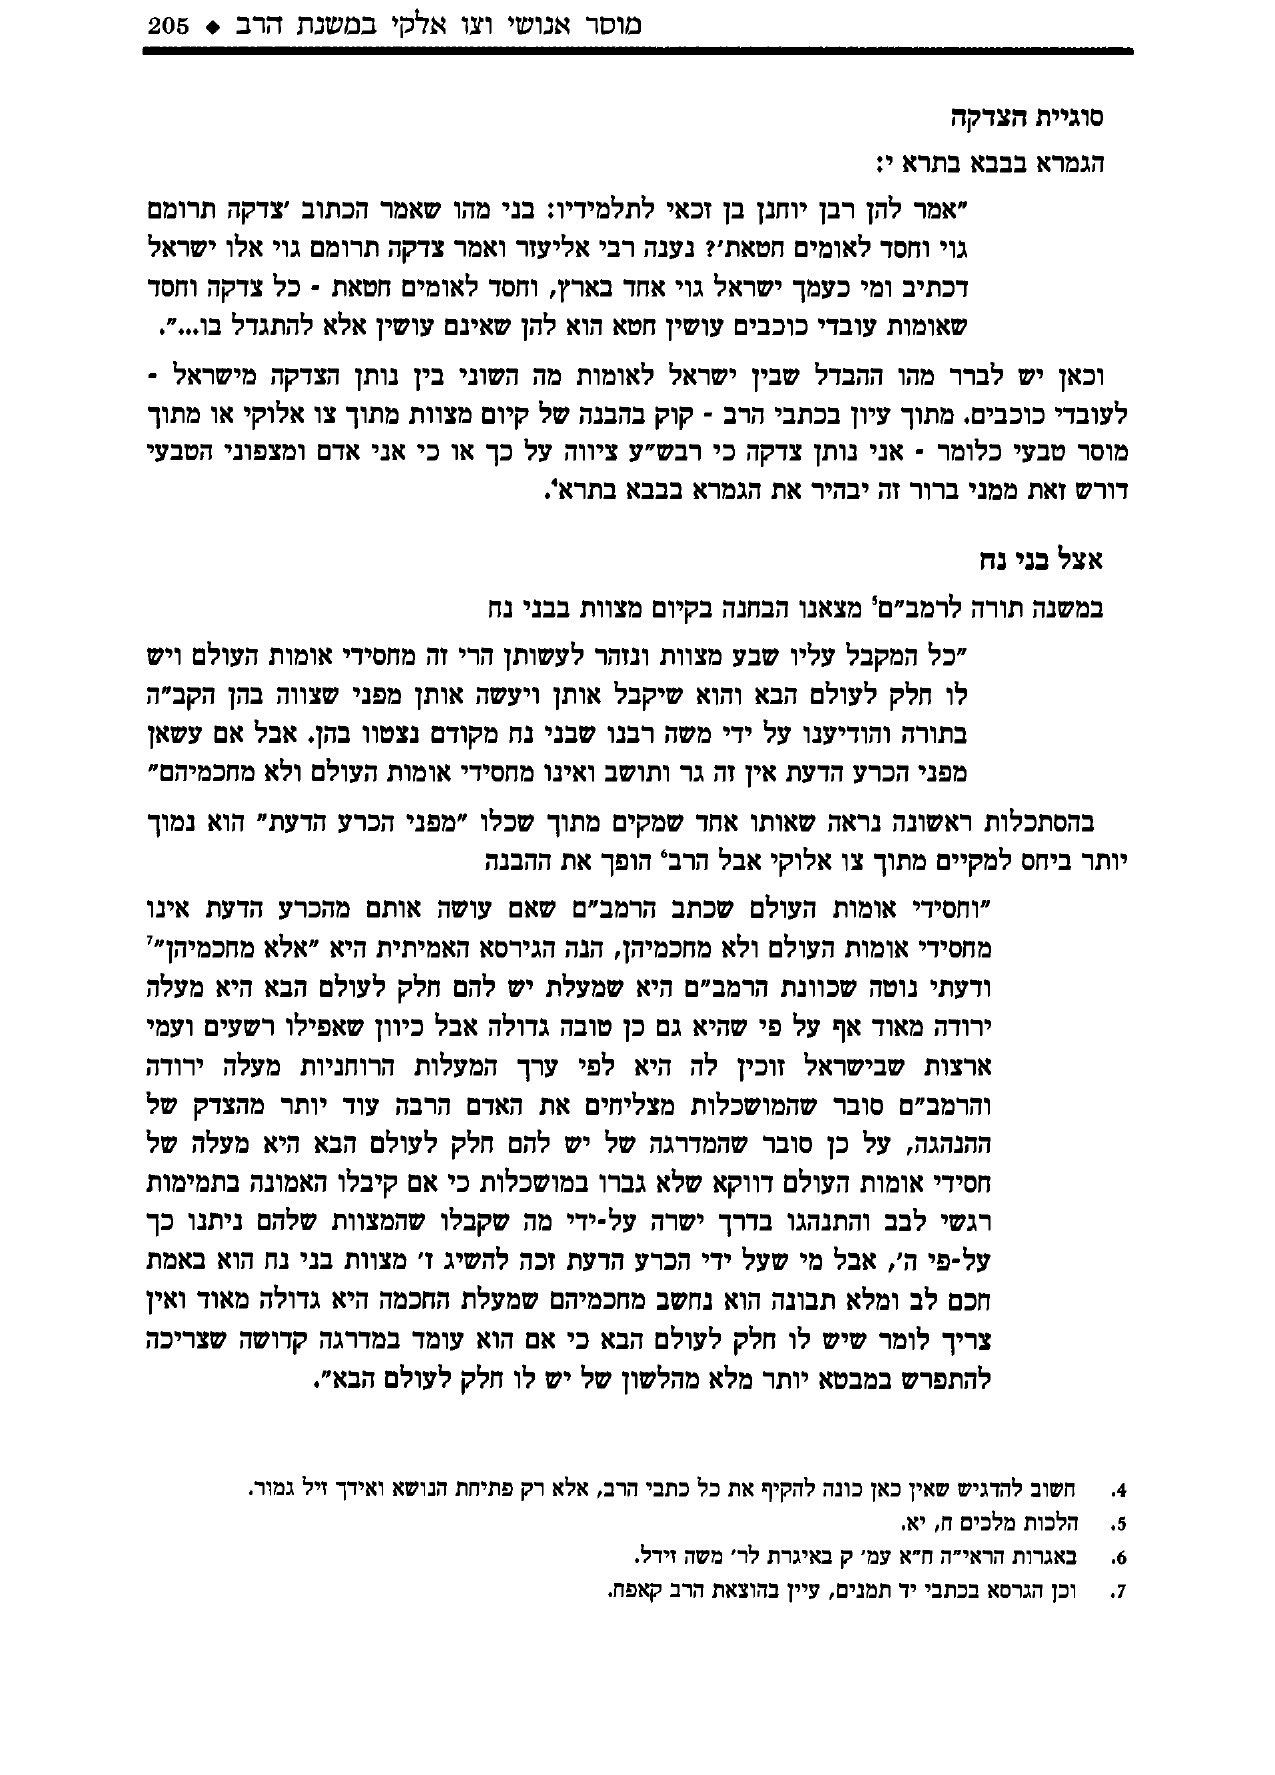 מוסר אנושי וצו אלקי במשנת הרב ◆ 205
סוגיית הצדקה
הגמרא בבבא בתרא י:
״אמר להן רבן יוחנן בן זכאי לתלמידיו: בני מהו שאמר הכתוב ׳צדקה תרומם
גוי וחסד לאומים חטאת׳? נענה רבי אליעזר ואמר צדקה תרומם גוי אלו ישראל
דכתיב ומי כעמך ישראל גוי אחד בארץ, וחסד לאומים חטאת - כל צדקה וחסד
שאומות עובדי כוכבים עושין חטא הוא להן שאינם עושין אלא להתגדל בו...״.
וכאן יש לברר מהו ההבדל שבין ישראל לאומות מה השוני בין נותן הצדקה מישראל -
לעובדי כוכבים. מתוך עיון בכתבי הרב - קוק בהבנה של קיום מצוות מתוך צו אלוקי או מתוך
מוסר טבעי כלומר - אני נותן צדקה כי רבש״ע ציווה על כך או כי אני אדם ומצפוני הטבעי
דורש זאת ממני ברור זה יבהיר את הגמרא בבבא בתרא⁴.
אצל בני נח
במשנה תורה לרמב״ם⁵ מצאנו הבחנה בקיום מצוות בבני נח
״כל המקבל עליו שבע מצוות ונזהר לעשותן הרי זה מחסידי אומות העולם ויש
לו חלק לעולם הבא והוא שיקבל אותן ויעשה אותן מפני שצווה בהן הקב״ה
בתורה והודיענו על ידי משה רבנו שבני נח מקודם נצטוו בהן. אבל אם עשאן
מפני הכרע הדעת אין זה גר ותושב ואינו מחסידי אומות העולם ולא מחכמיהם״
בהסתכלות ראשונה נראה שאותו אחד שמקים מתוך שכלו ״מפני הכרע הדעת״ הוא נמוך
יותר ביחס למקיים מתוך צו אלוקי אבל הרב⁶ הופך את ההבנה
״וחסידי אומות העולם שכתב הרמב״ם שאם עושה אותם מהכרע הדעת אינו
מחסידי אומות העולם ולא מחכמיהן, הנה הגירסא האמיתית היא ״אלא מחכמיהן״⁷
ודעתי נוטה שכוונת הרמב״ם היא שמעלת יש להם חלק לעולם הבא היא מעלה
ירודה מאוד אף על פי שהיא גם כן טובה גדולה אבל כיוון שאפילו רשעים ועמי
ארצות שבישראל זוכין לה היא לפי ערך המעלות הרוחניות מעלה ירודה
והרמב״ם סובר שהמושכלות מצליחים את האדם הרבה עוד יותר מהצדק של
ההנהגה, על כן סובר שהמדרגה של יש להם חלק לעולם הבא היא מעלה של
חסידי אומות העולם דווקא שלא גברו במושכלות כי אם קיבלו האמונה בתמימות
רגשי לבב והתנהגו בדרך ישרה על-ידי מה שקבלו שהמצוות שלהם ניתנו כך
על-פי ה׳, אבל מי שעל ידי הכרע הדעת זכה להשיג ז׳ מצוות בני נח הוא באמת
חכם לב ומלא תבונה הוא נחשב מחכמיהם שמעלת החכמה היא גדולה מאוד ואין
צריך לומר שיש לו חלק לעולם הבא כי אם הוא עומד במדרגה קדושה שצריכה
להתפרש במבטא יותר מלא מהלשון של יש לו חלק לעולם הבא״.
4. חשוב להדגיש שאין כאן כונה להקיף את כל כתבי הרב, אלא רק פתיחת הנושא ואידך זיל גמור.
5. הלכות מלכים ח, יא.
6. באגרות הראי״ה ח״א עמ׳ ק באיגרת לר׳ משה זידל.
7. וכן הגרסא בכתבי יד תמנים, עיין בהוצאת הרב קאפח.